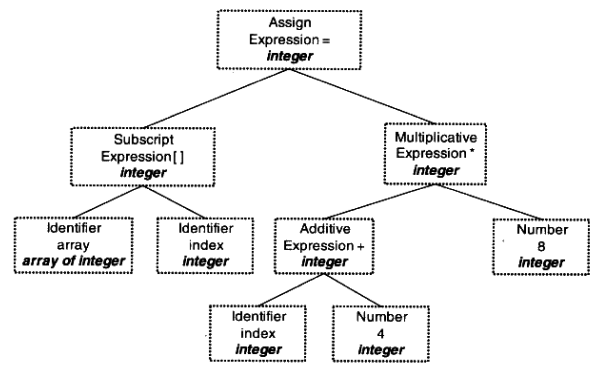 Assign
Expression =
integer
Subscript
Expression[ ]
integer
Multiplicative
Expression *
integer
Identifier
array
array of integer
Identifier
index
integer
Additive
Expression +
integer
Number
8
integer
Identifier
index
integer
Number
4
integer